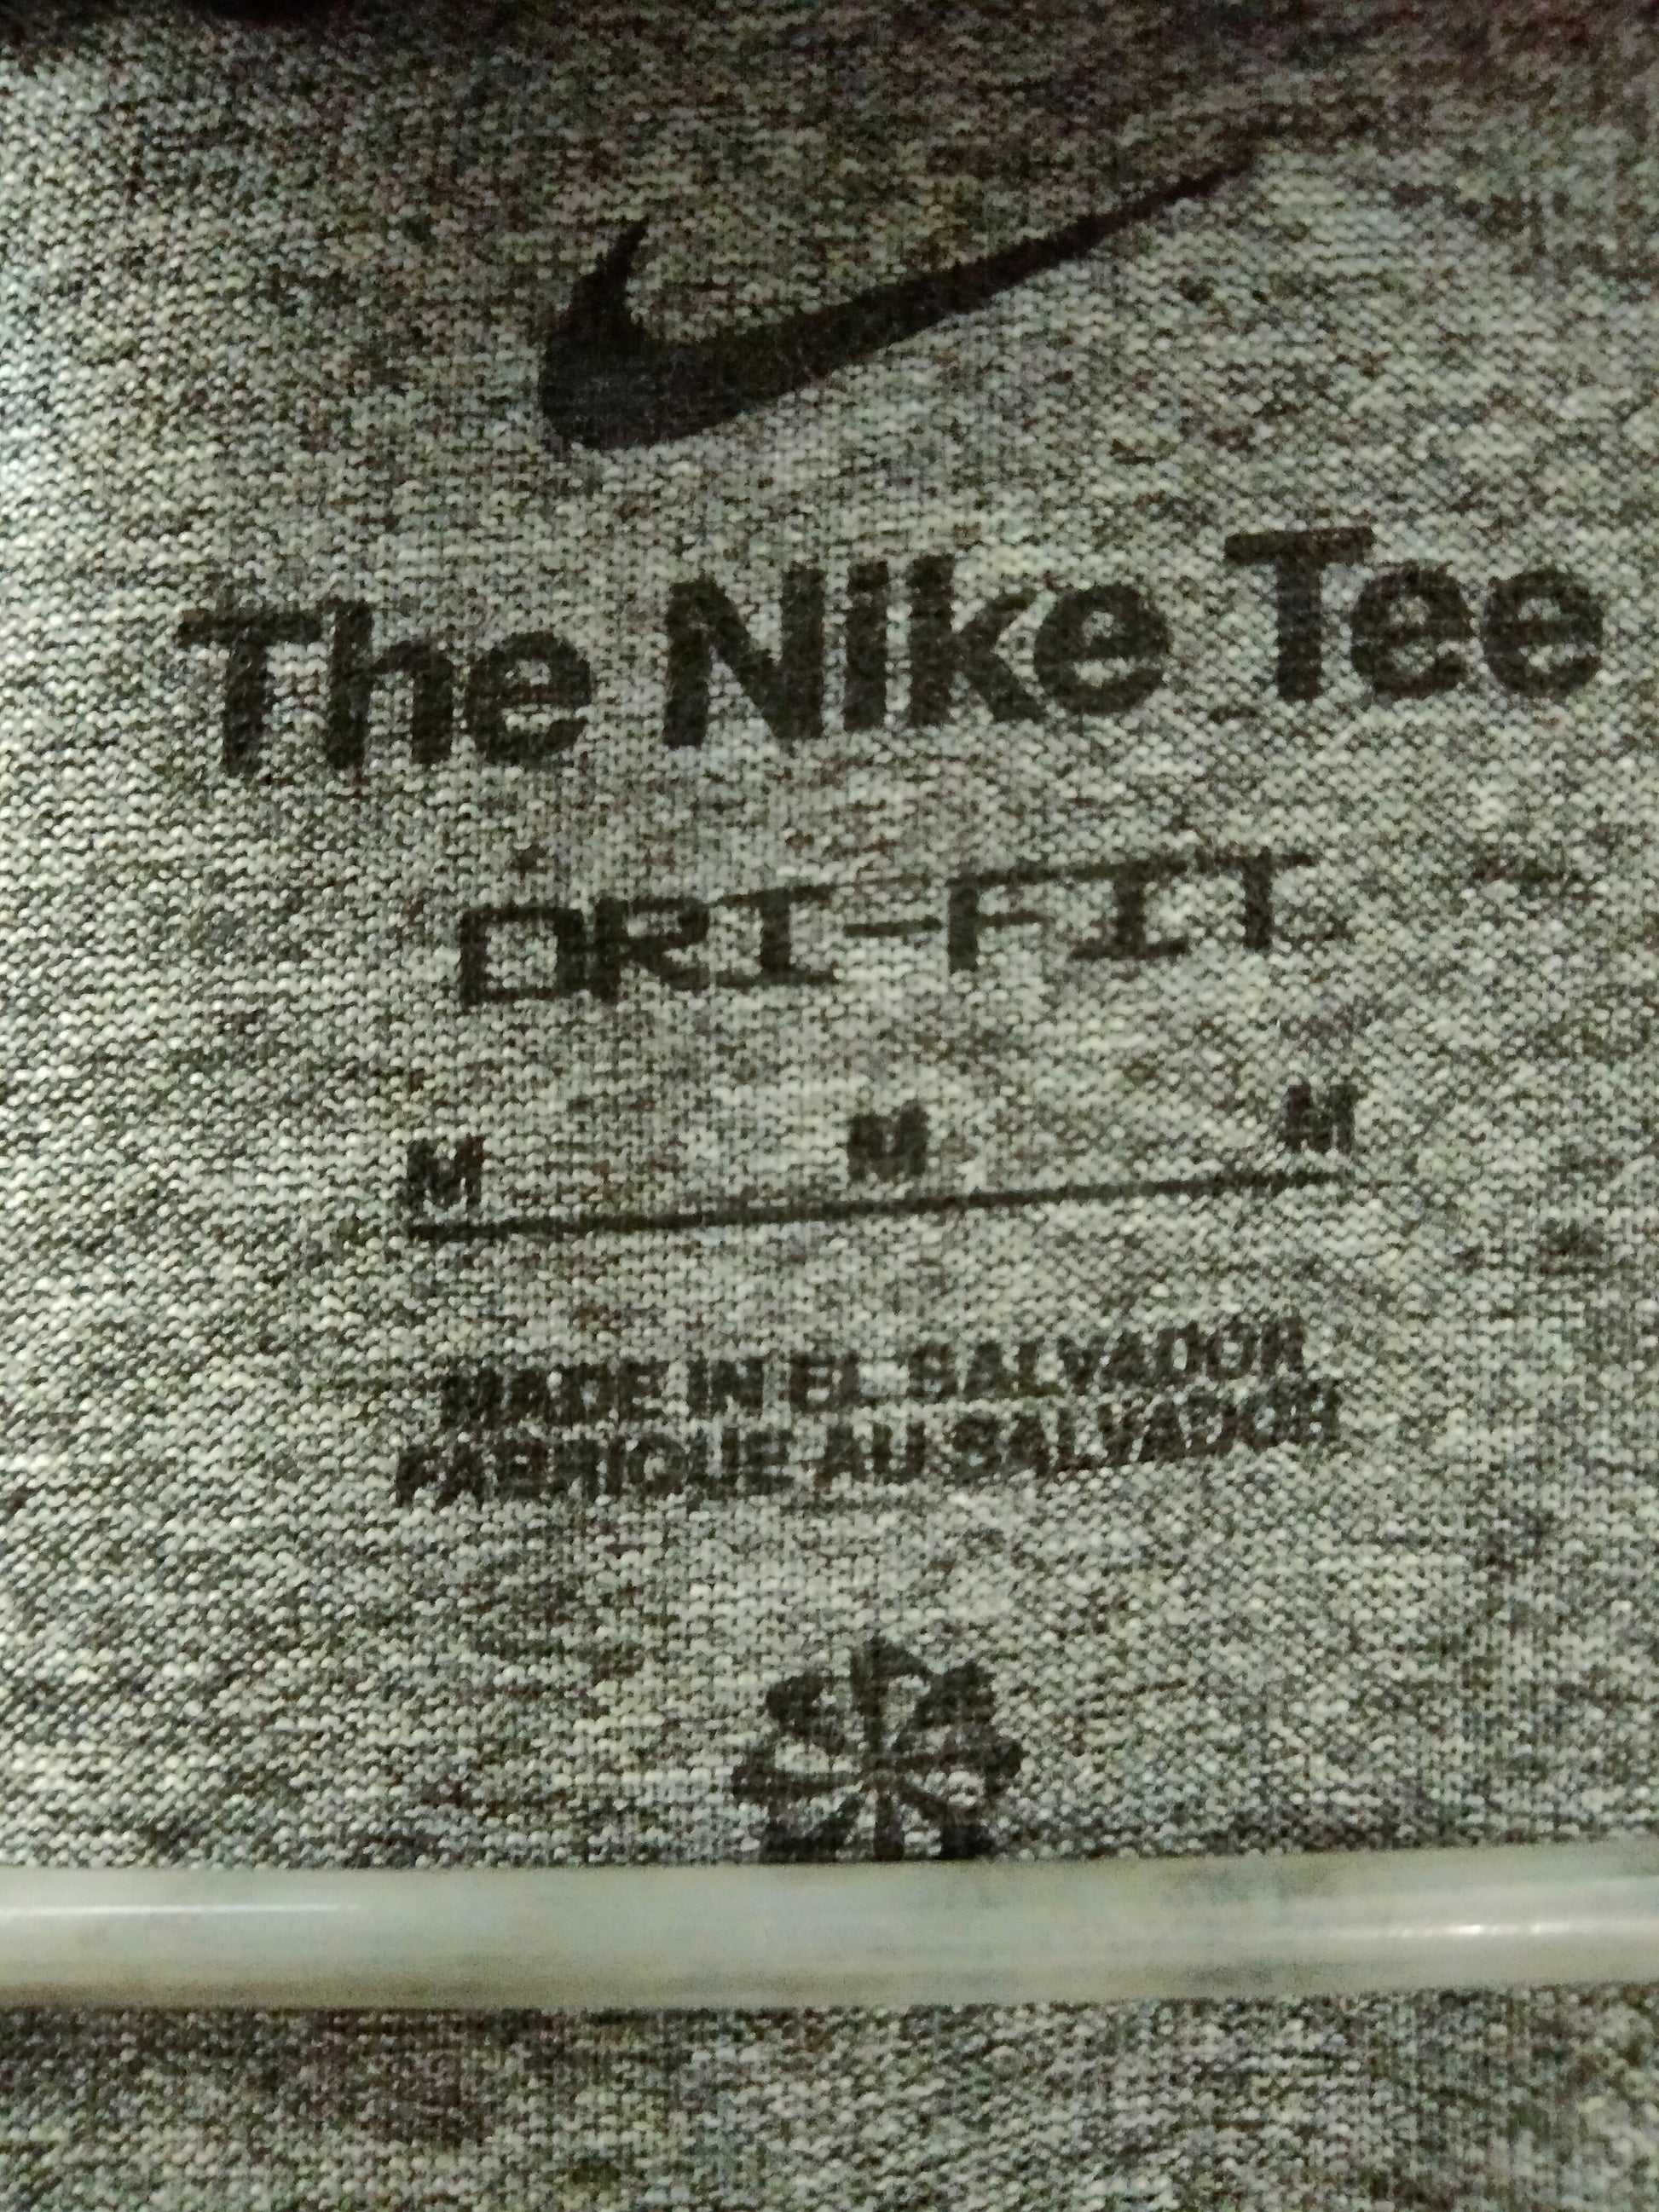 The Nike Tee
DRI-FIT
M M M
MADE IN EL SALVADOR
FABRIQUE AU SALVADOR